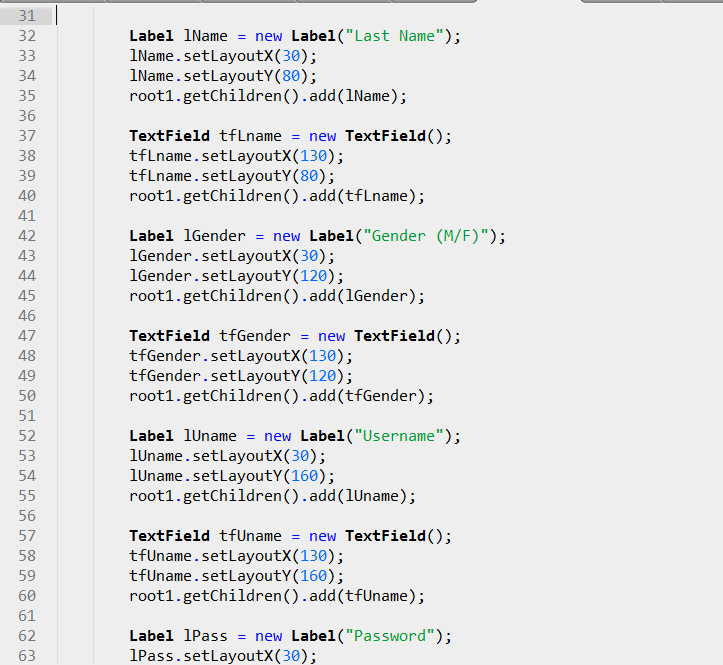 31
32 Label lName = new Label("Last Name");
33 lName.setLayoutX(30);
34 lName.setLayoutY(80);
35 root1.getChildren().add(lName);
36
37 TextField tfLname = new TextField();
38 tfLname.setLayoutX(130);
39 tfLname.setLayoutY(80);
40 root1.getChildren().add(tfLname);
41
42 Label lGender = new Label("Gender (M/F)");
43 lGender.setLayoutX(30);
44 lGender.setLayoutY(120);
45 root1.getChildren().add(lGender);
46
47 TextField tfGender = new TextField();
48 tfGender.setLayoutX(130);
49 tfGender.setLayoutY(120);
50 root1.getChildren().add(tfGender);
51
52 Label lUname = new Label("Username");
53 lUname.setLayoutX(30);
54 lUname.setLayoutY(160);
55 root1.getChildren().add(lUname);
56
57 TextField tfUname = new TextField();
58 tfUname.setLayoutX(130);
59 tfUname.setLayoutY(160);
60 root1.getChildren().add(tfUname);
61
62 Label lPass = new Label("Password");
63 lPass.setLayoutX(30);